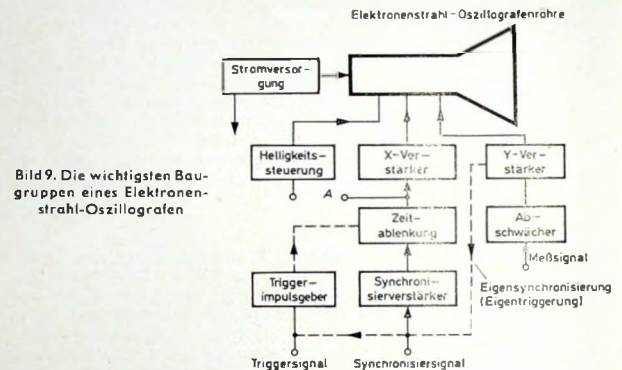 Elektronenstrahl-Oszillografenröhre
Stromversor-
gung
Bild 9. Die wichtigsten Bau-
gruppen eines Elektronen-
strahl-Oszillografen
Helligkeits-
steuerung
X-Ver-
stärker
Y-Ver-
stärker
A
Zeit-
ablenkung
Ab-
schwächer
Meßsignal
Trigger-
impulsgeber
Synchroni-
sierverstärker
Eigensynchronisierung
(Eigentriggerung)
Triggersignal
Synchronisiersignal